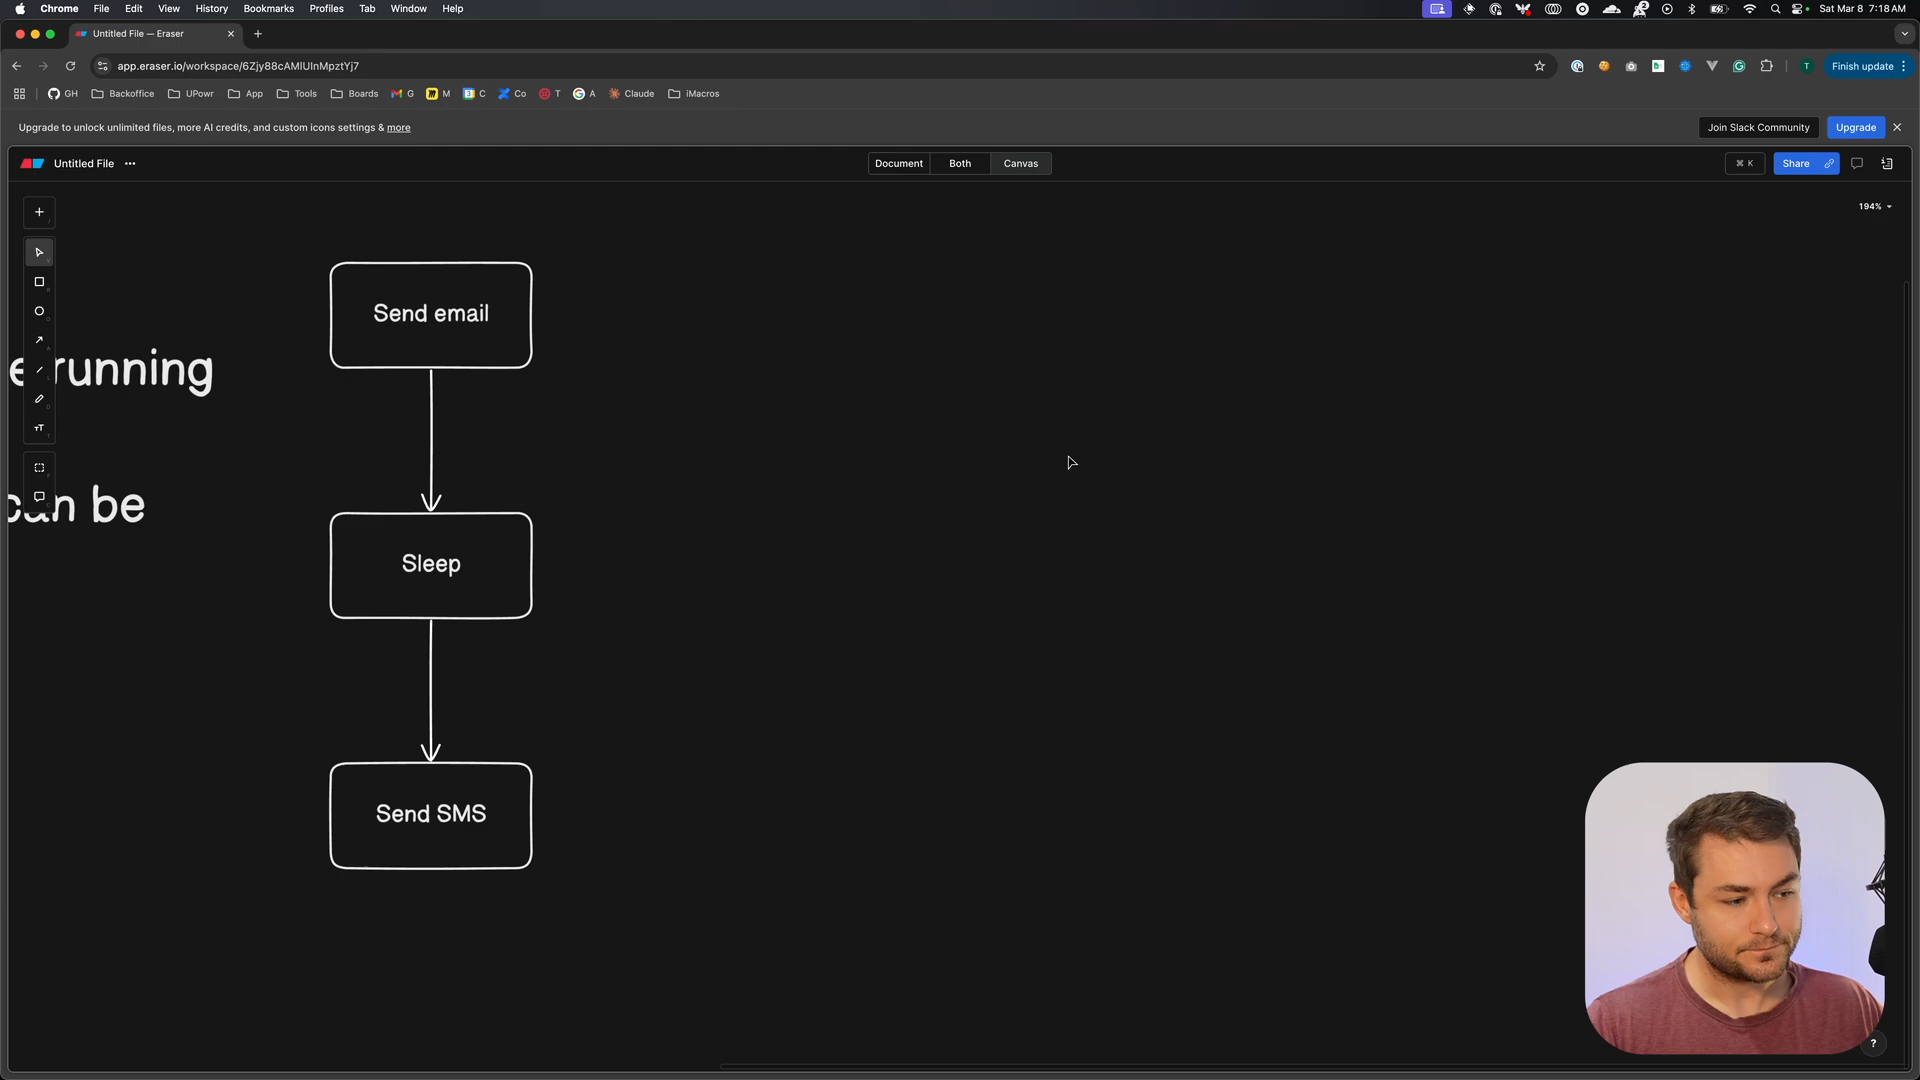 Chrome File Edit View History Bookmarks Profiles Tab Window Help
2
Sat Mar 8 7:18 AM
Untitled File — Eraser
app.eraser.io/workspace/6Zjy88cAMlUInMpztYj7
T
Finish update
GH Backoffice UPowr App Tools Boards G M C Co T A Claude iMacros
Upgrade to unlock unlimited files, more AI credits, and custom icons settings & more
Join Slack Community
Upgrade
Untitled File
Document Both Canvas
⌘ K
Share
194%
Send email
running
can be
Sleep
Send SMS
?